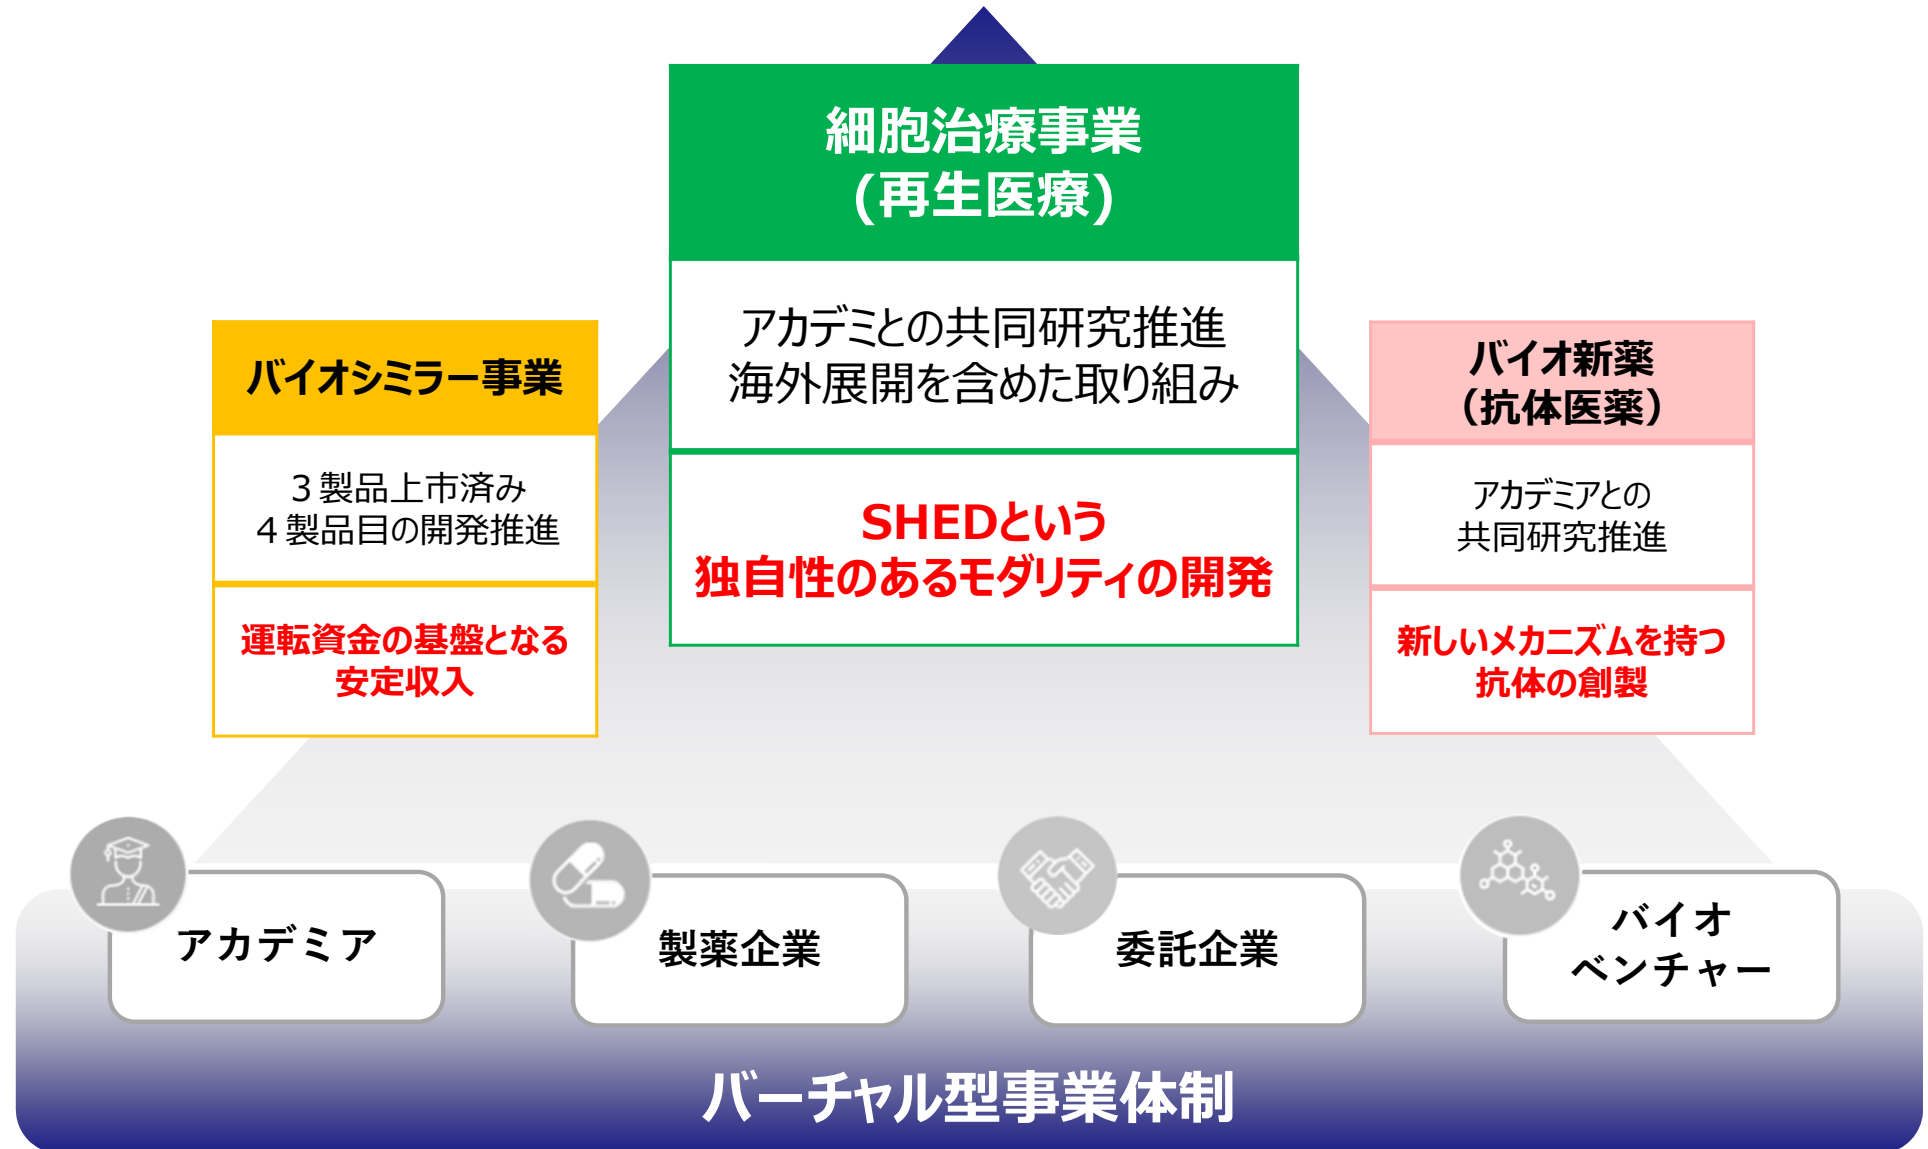 細胞治療事業
(再生医療)
アカデミとの共同研究推進
海外展開を含めた取り組み
SHEDという
独自性のあるモダリティの開発
バイオシミラー事業
３製品上市済み
４製品目の開発推進
運転資金の基盤となる
安定収入
バイオ新薬
（抗体医薬）
アカデミアとの
共同研究推進
新しいメカニズムを持つ
抗体の創製
アカデミア
製薬企業
委託企業
バイオ
ベンチャー
バーチャル型事業体制